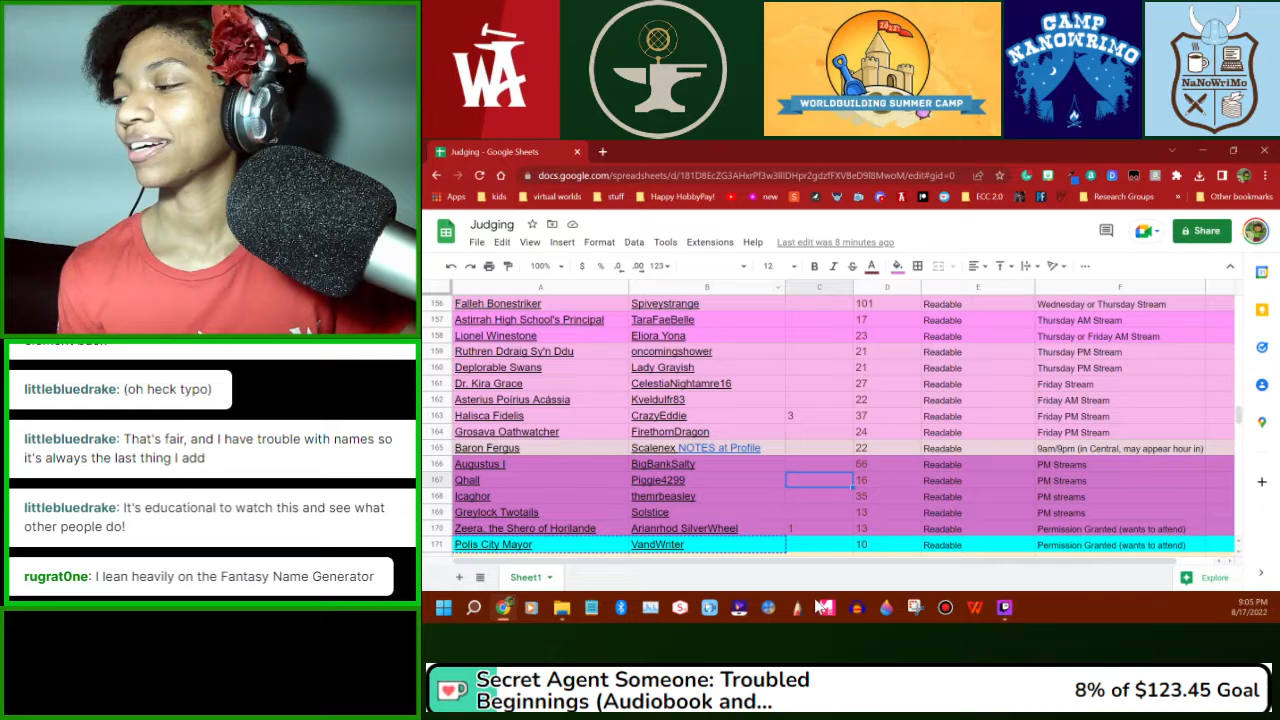 WA
WORLDBUILDING SUMMER CAMP
CAMP
NANOWRIMO
NaNoWriMo
Judging - Google Sheets
docs.google.com/spreadsheets/d/
Apps
kids
virtual worlds
stuff
Happy HobbyPay!
new
ECC 2.0
Research Groups
Other bookmarks
Judging
File Edit View Insert Format Data Tools Extensions Help Last edit was 8 minutes ago
Share
100% $ % .0 .00 123 12 B I S A
A B C D E F
156 Falleh Bonestriker Spiveystrange 101 Readable Wednesday or Thursday Stream
157 Astirrah High School's Principal TaraFaeBelle 17 Readable Thursday AM Stream
158 Lionel Winestone Eliora Yona 23 Readable Thursday or Friday AM Stream
159 Ruthren Ddraig Sy'n Ddu oncomingshower 21 Readable Thursday PM Stream
160 Deplorable Swans Lady Grayish 21 Readable Thursday PM Stream
161 Dr. Kira Grace CelestiaNightamre16 27 Readable Friday Stream
162 Asterius Poírius Acássia Kveldulfr83 22 Readable Friday AM Stream
163 Halisca Fidelis CrazyEddie 3 37 Readable Friday PM Stream
164 Grosava Oathwatcher FirethornDragon 24 Readable Friday PM Stream
165 Baron Fergus Scalenex NOTES at Profile 22 Readable 9am/9pm (in Central, may appear hour in)
166 Augustus I BigBankSalty 66 Readable PM Streams
167 Qhall Piggie4299 16 Readable PM Streams
168 Icaghor themrbeasley 35 Readable PM streams
169 Greylock Twotails Solstice 13 Readable PM streams
170 Zeera, the Shero of Horilande Arianrhod SilverWheel 1 13 Readable Permission Granted (wants to attend)
171 Polis City Mayor VandWriter 10 Readable Permission Granted (wants to attend)
Sheet1
Explore
9:05 PM
8/17/2022
littlebluedrake: (oh heck typo)
littlebluedrake: That's fair, and I have trouble with names so
it's always the last thing I add
littlebluedrake: It's educational to watch this and see what
other people do!
rugrat0ne: I lean heavily on the Fantasy Name Generator
Secret Agent Someone: Troubled
Beginnings (Audiobook and...
8% of $123.45 Goal